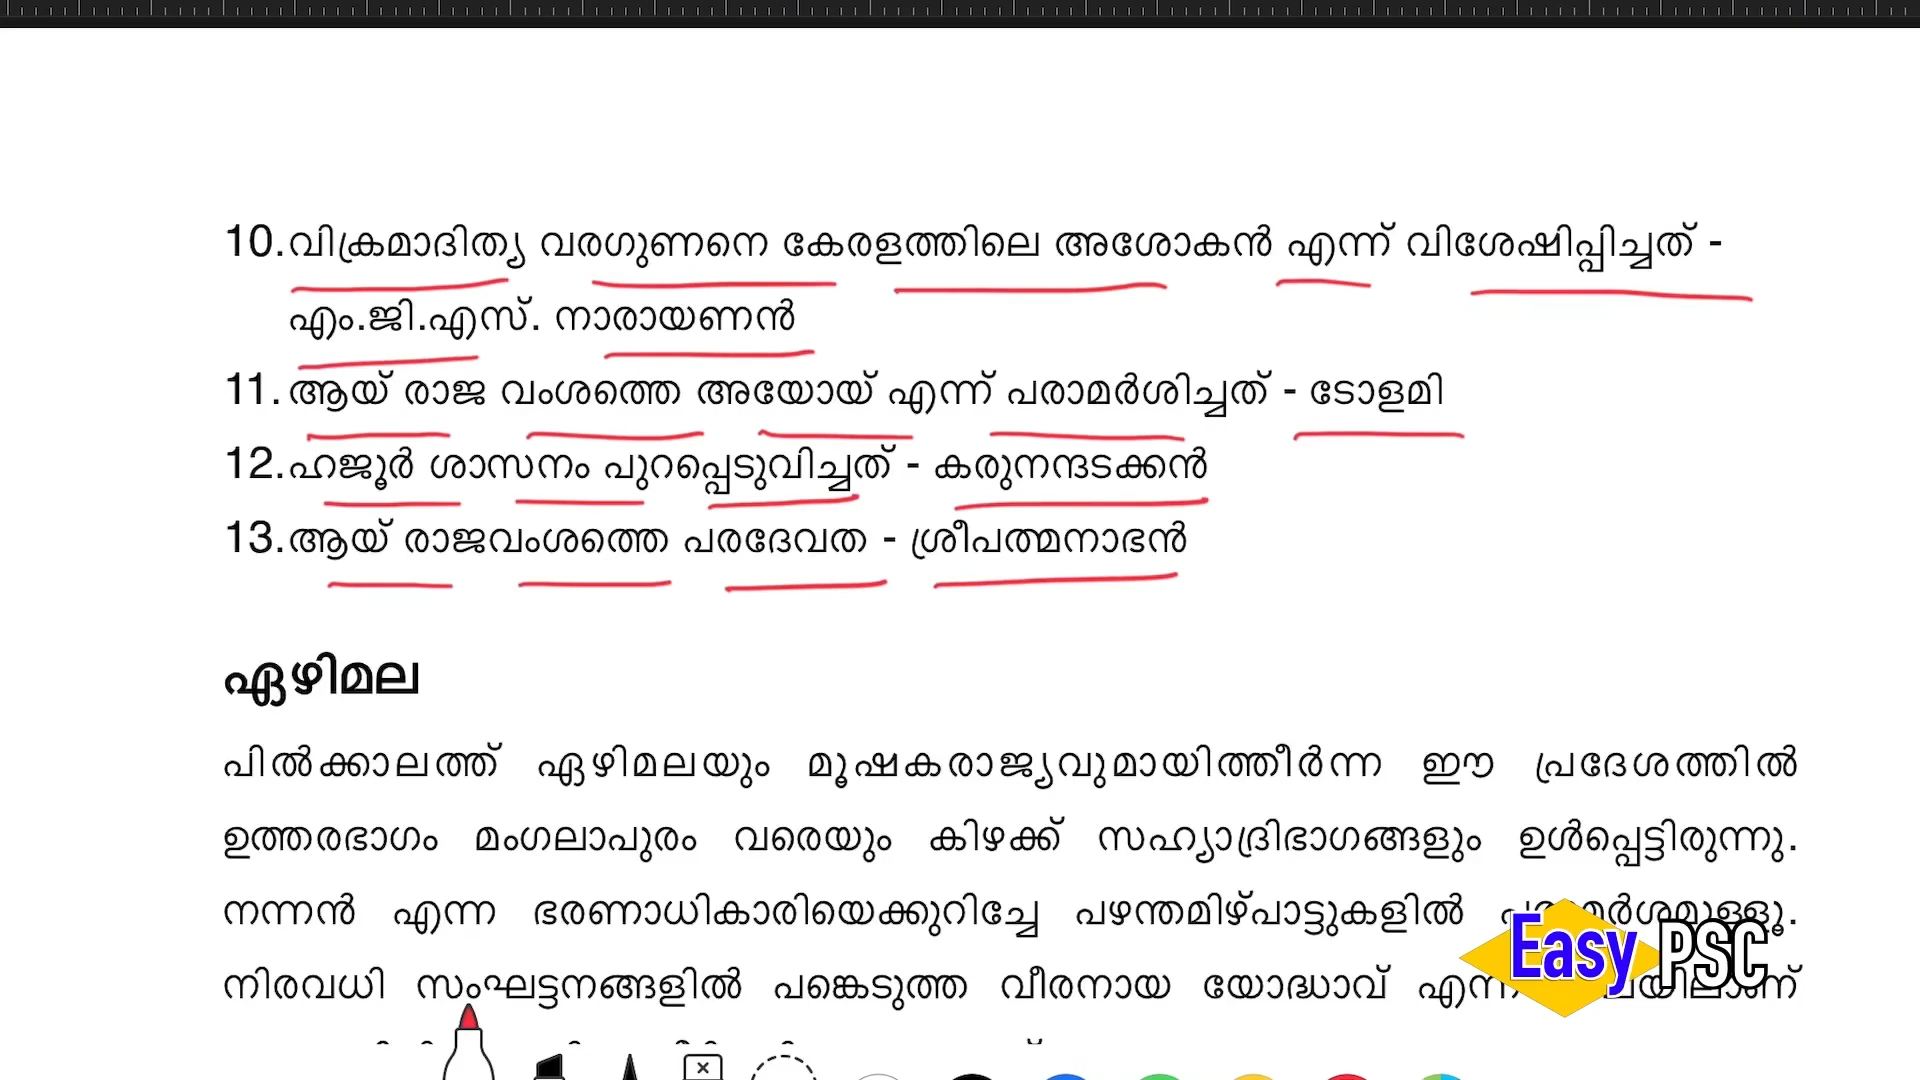 10.വിക്രമാദിത്യ വരഗുണനെ കേരളത്തിലെ അശോകൻ എന്ന് വിശേഷിപ്പിച്ചത് -
എം.ജി.എസ്. നാരായണൻ
11.ആയ് രാജ വംശത്തെ അയോയ് എന്ന് പരാമർശിച്ചത് - ടോളമി
12.ഹജൂർ ശാസനം പുറപ്പെടുവിച്ചത് - കരുനന്ദടക്കൻ
13.ആയ് രാജവംശത്തെ പരദേവത - ശ്രീപത്മനാഭൻ
ഏഴിമല
പിൽക്കാലത്ത് ഏഴിമലയും മൂഷകരാജ്യവുമായിത്തീർന്ന ഈ പ്രദേശത്തിൽ
ഉത്തരഭാഗം മംഗലാപുരം വരെയും കിഴക്ക് സഹ്യാദ്രിഭാഗങ്ങളും ഉൾപ്പെട്ടിരുന്നു.
നന്നൻ എന്ന ഭരണാധികാരിയെക്കുറിച്ചേ പഴന്തമിഴ്പാട്ടുകളിൽ
നിരവധി സംഘട്ടനങ്ങളിൽ പങ്കെടുത്ത വീരനായ യോദ്ധാവ്
Easy PSC